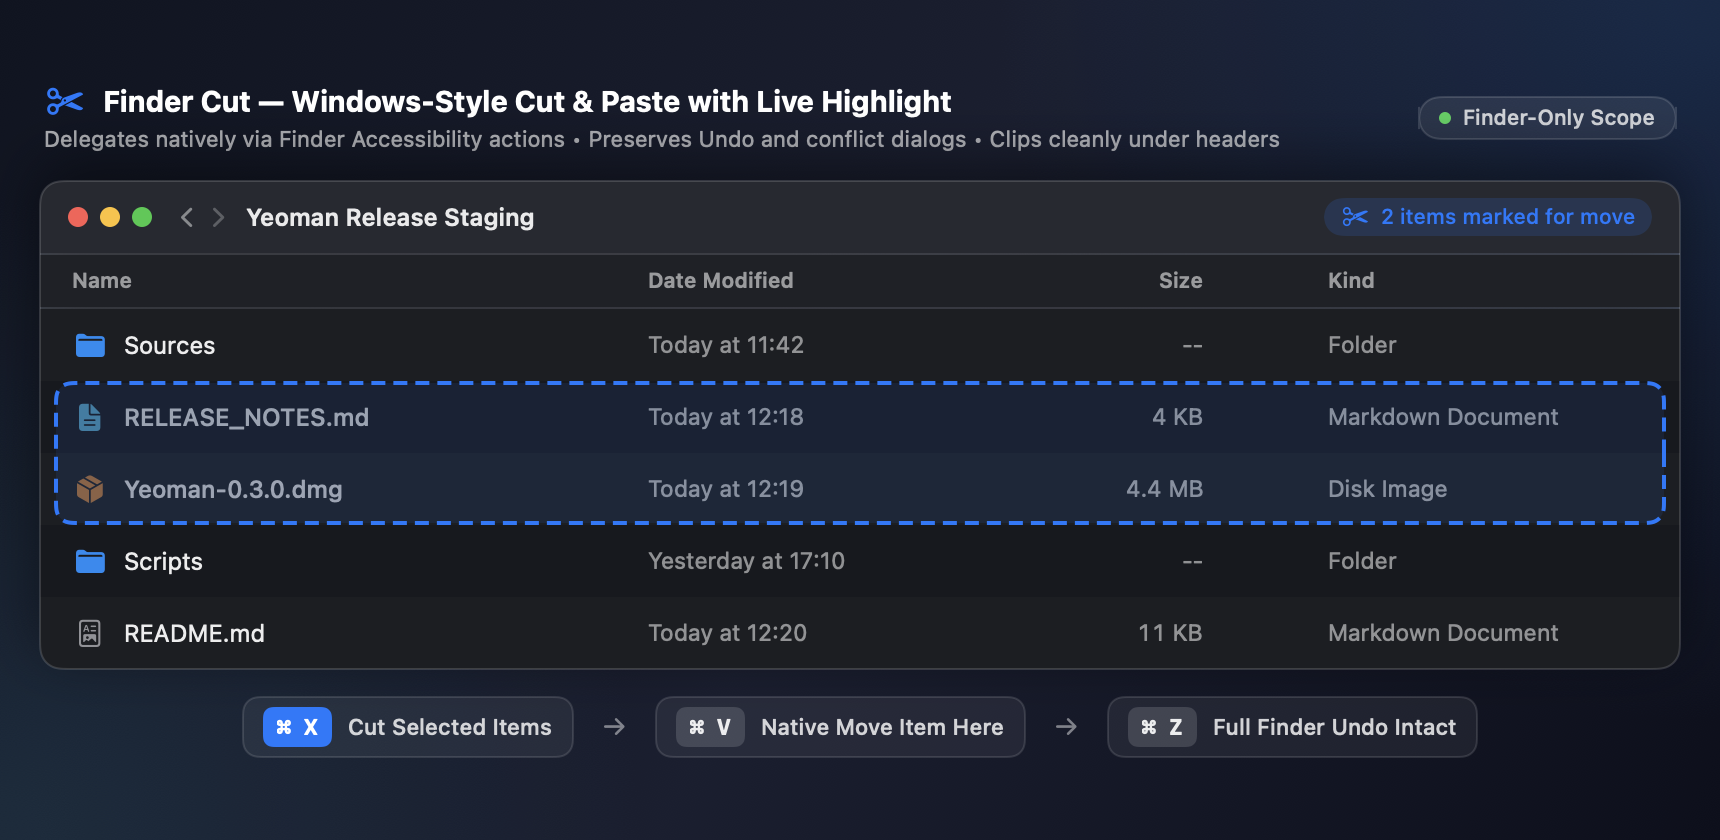 Finder Cut — Windows-Style Cut & Paste with Live Highlight
Delegates natively via Finder Accessibility actions • Preserves Undo and conflict dialogs • Clips cleanly under headers
Finder-Only Scope
Yeoman Release Staging
2 items marked for move
Name Date Modified Size Kind
Sources Today at 11:42 -- Folder
RELEASE_NOTES.md Today at 12:18 4 KB Markdown Document
Yeoman-0.3.0.dmg Today at 12:19 4.4 MB Disk Image
Scripts Yesterday at 17:10 -- Folder
README.md Today at 12:20 11 KB Markdown Document
⌘ X Cut Selected Items → ⌘ V Native Move Item Here → ⌘ Z Full Finder Undo Intact